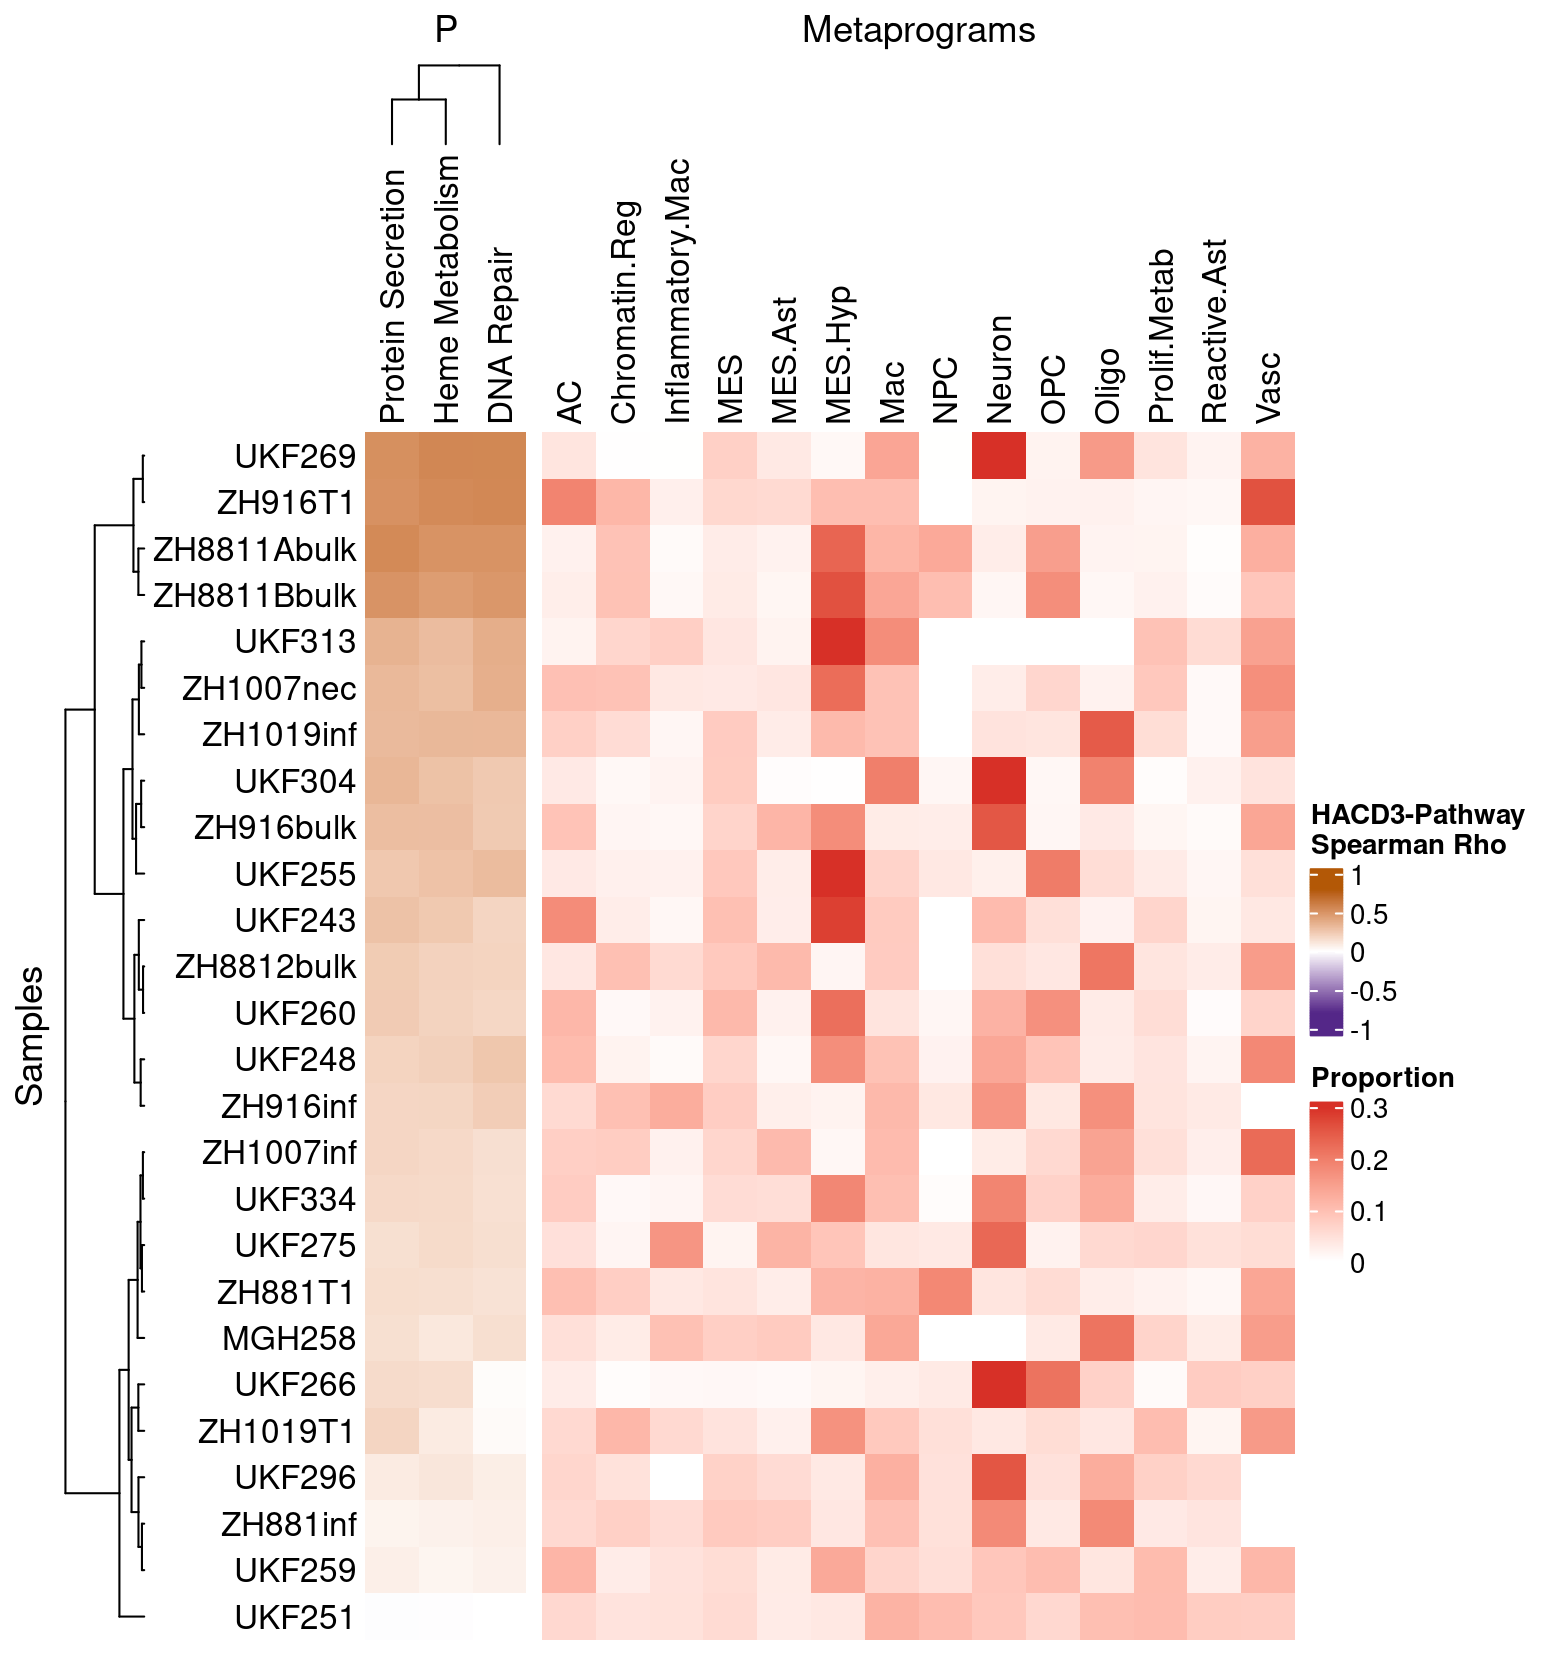 P
Metaprograms
Protein Secretion
Heme Metabolism
DNA Repair
AC
Chromatin.Reg
Inflammatory.Mac
MES
MES.Ast
MES.Hyp
Mac
NPC
Neuron
OPC
Oligo
Prolif.Metab
Reactive.Ast
Vasc
Samples
UKF269
ZH916T1
ZH8811Abulk
ZH8811Bbulk
UKF313
ZH1007nec
ZH1019inf
UKF304
ZH916bulk
UKF255
UKF243
ZH8812bulk
UKF260
UKF248
ZH916inf
ZH1007inf
UKF334
UKF275
ZH881T1
MGH258
UKF266
ZH1019T1
UKF296
ZH881inf
UKF259
UKF251
HACD3-Pathway
Spearman Rho
1
0.5
0
-0.5
-1
Proportion
0.3
0.2
0.1
0